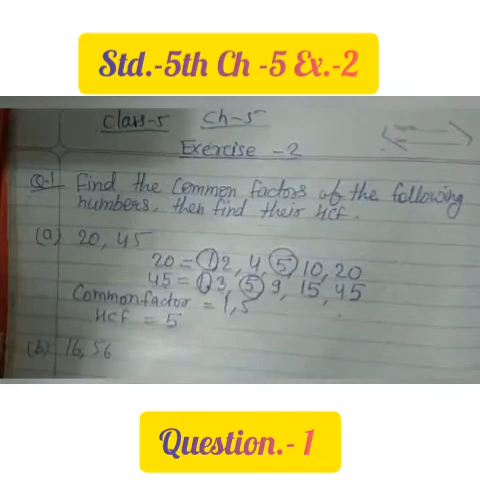 Std.-5th Ch -5 Ex.-2
Class-5 Ch-5
Exercise -2
Q-1 Find the Common factors of the following
numbers, then find their HCF.
(a) 20, 45
20 = 1, 2, 4, 5, 10, 20
45 = 1, 3, 5, 9, 15, 45
Common factor = 1, 5
HCF = 5
(b) 16, 56
Question.- 1